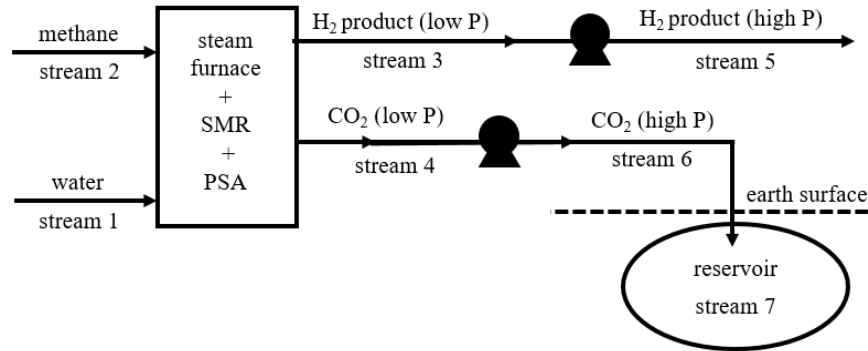 methane
stream 2
water
stream 1
steam
furnace
+
SMR
+
PSA
H₂ product (low P)
stream 3
H₂ product (high P)
stream 5
CO₂ (low P)
stream 4
CO₂ (high P)
stream 6
earth surface
reservoir
stream 7